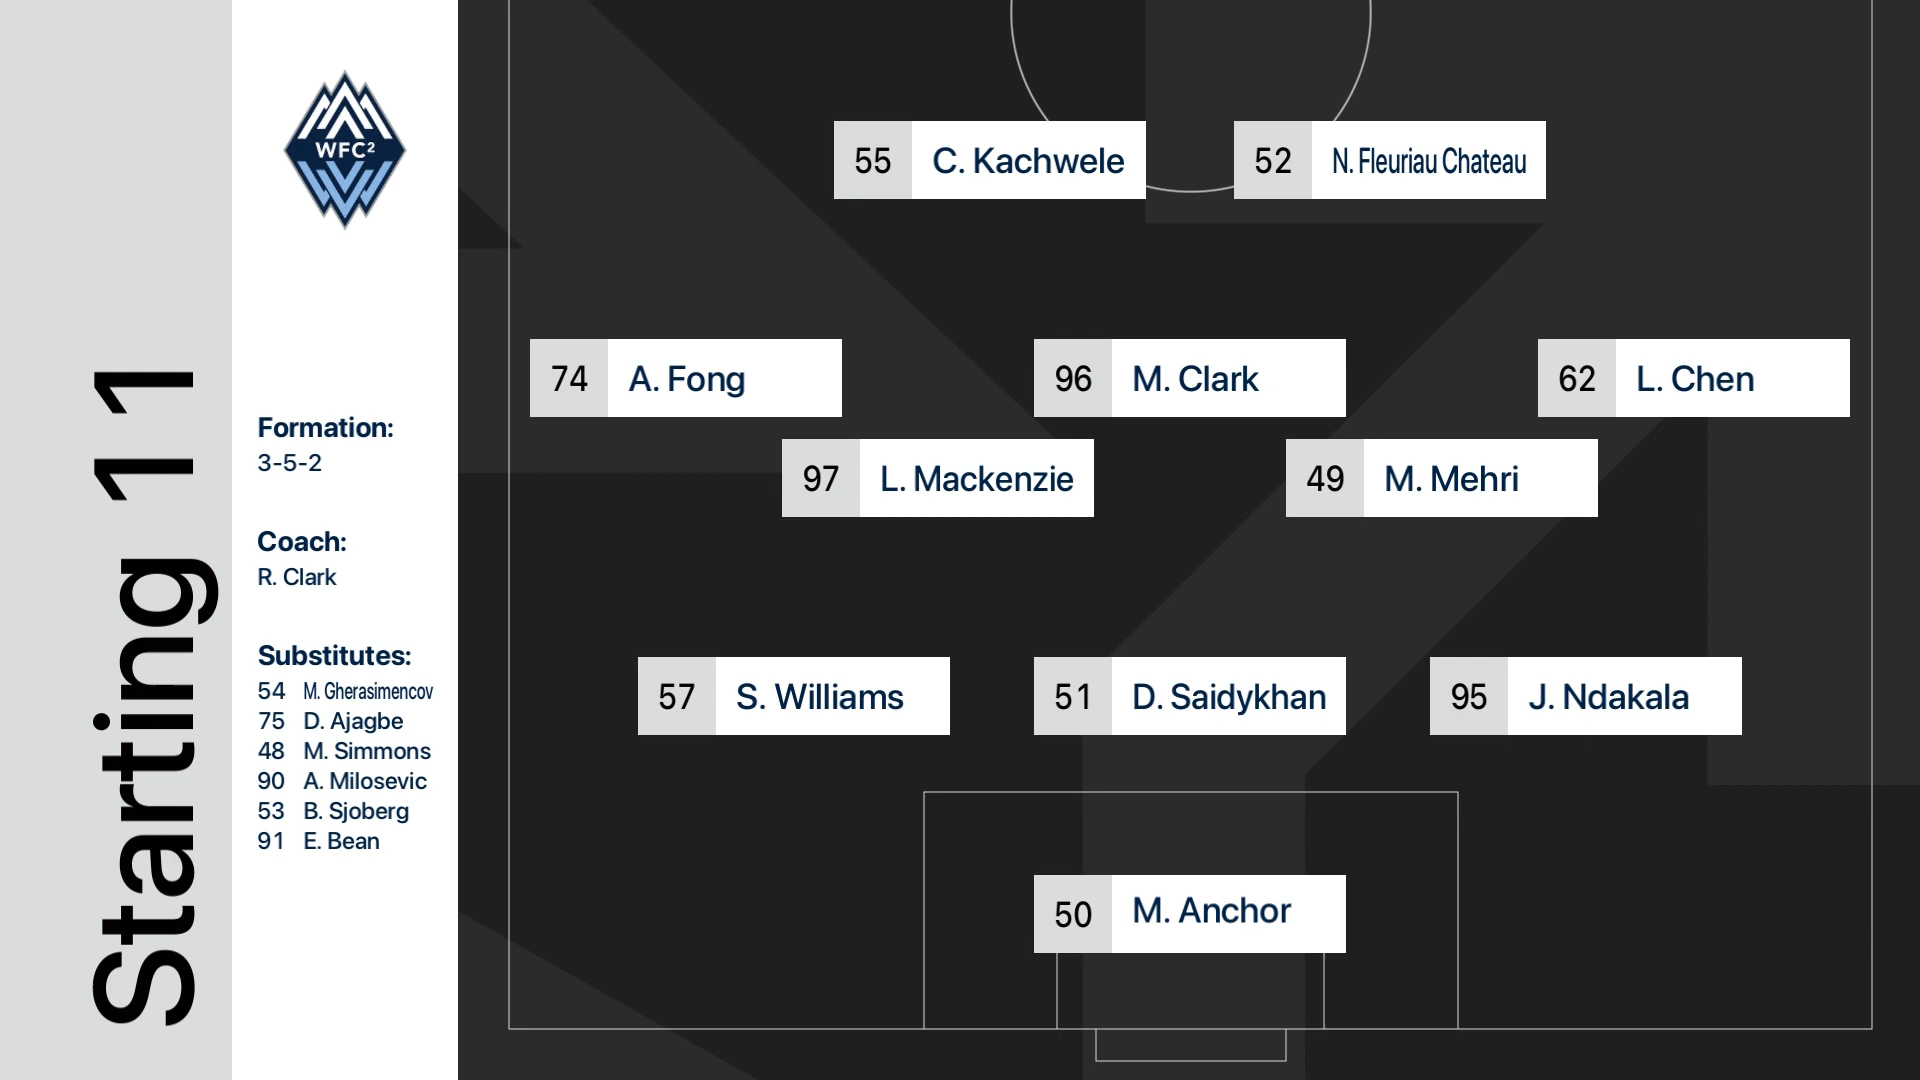 Starting 11
WFC²
Formation:
3-5-2
Coach:
R. Clark
Substitutes:
54 M. Gherasimencov
75 D. Ajagbe
48 M. Simmons
90 A. Milosevic
53 B. Sjoberg
91 E. Bean
55 C. Kachwele
52 N. Fleuriau Chateau
74 A. Fong
96 M. Clark
62 L. Chen
97 L. Mackenzie
49 M. Mehri
57 S. Williams
51 D. Saidykhan
95 J. Ndakala
50 M. Anchor